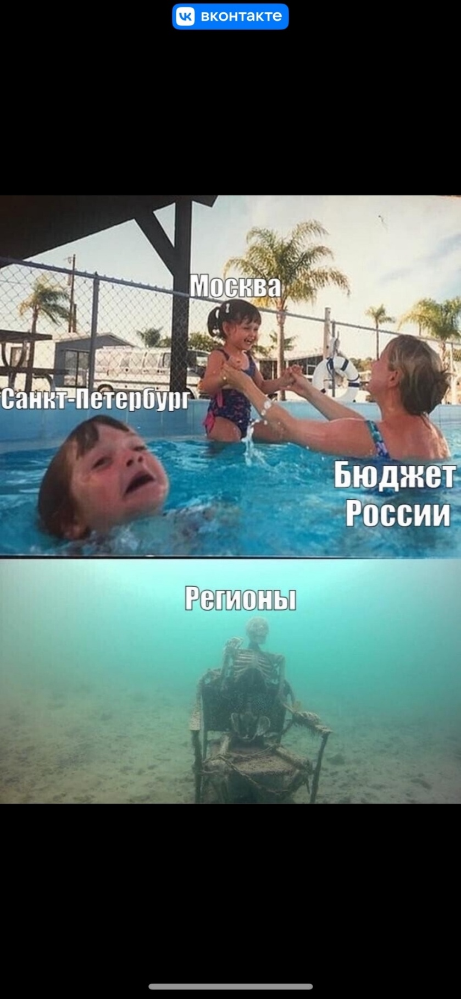 вконтакте
Москва
Санкт-Петербург
Бюджет
России
Регионы